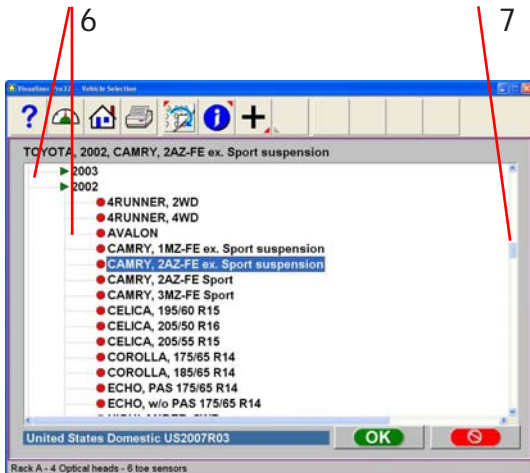 6 7
Visualiner Pro32 - Vehicle Selection
TOYOTA, 2002, CAMRY, 2AZ-FE ex. Sport suspension
2003
2002
4RUNNER, 2WD
4RUNNER, 4WD
AVALON
CAMRY, 1MZ-FE ex. Sport suspension
CAMRY, 2AZ-FE ex. Sport suspension
CAMRY, 2AZ-FE Sport
CAMRY, 3MZ-FE Sport
CELICA, 195/60 R15
CELICA, 205/50 R16
CELICA, 205/55 R15
COROLLA, 175/65 R14
COROLLA, 185/65 R14
ECHO, PAS 175/65 R14
ECHO, w/o PAS 175/65 R14
United States Domestic US2007R03 OK
Rack A - 4 Optical heads - 6 toe sensors